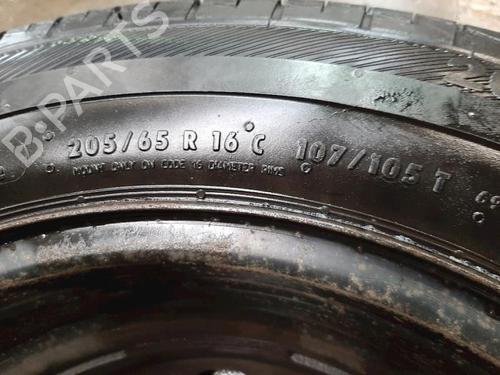 B-PARTS
205/65 R 16 C 107/105 T
MOUNT ONLY ON CODE 16 DIAMETER RIMS